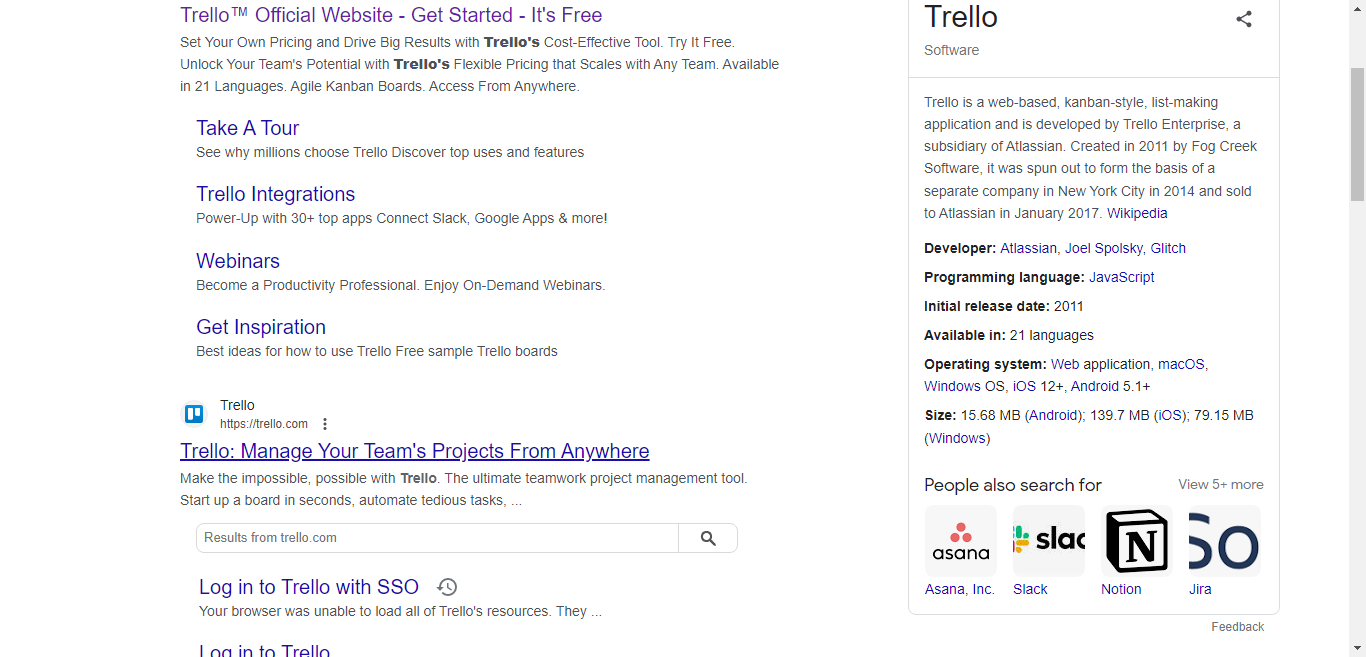 Trello™ Official Website - Get Started - It's Free
Set Your Own Pricing and Drive Big Results with Trello's Cost-Effective Tool. Try It Free.
Unlock Your Team's Potential with Trello's Flexible Pricing that Scales with Any Team. Available
in 21 Languages. Agile Kanban Boards. Access From Anywhere.
Take A Tour
See why millions choose Trello Discover top uses and features
Trello Integrations
Power-Up with 30+ top apps Connect Slack, Google Apps & more!
Webinars
Become a Productivity Professional. Enjoy On-Demand Webinars.
Get Inspiration
Best ideas for how to use Trello Free sample Trello boards
Trello
https://trello.com
Trello: Manage Your Team's Projects From Anywhere
Make the impossible, possible with Trello. The ultimate teamwork project management tool.
Start up a board in seconds, automate tedious tasks, ...
Results from trello.com
Log in to Trello with SSO
Your browser was unable to load all of Trello's resources. They ...
Log in to Trello
Trello
Software
Trello is a web-based, kanban-style, list-making
application and is developed by Trello Enterprise, a
subsidiary of Atlassian. Created in 2011 by Fog Creek
Software, it was spun out to form the basis of a
separate company in New York City in 2014 and sold
to Atlassian in January 2017. Wikipedia
Developer: Atlassian, Joel Spolsky, Glitch
Programming language: JavaScript
Initial release date: 2011
Available in: 21 languages
Operating system: Web application, macOS,
Windows OS, iOS 12+, Android 5.1+
Size: 15.68 MB (Android); 139.7 MB (iOS); 79.15 MB
(Windows)
People also search for
View 5+ more
asana
slac
N
So
Asana, Inc.
Slack
Notion
Jira
Feedback